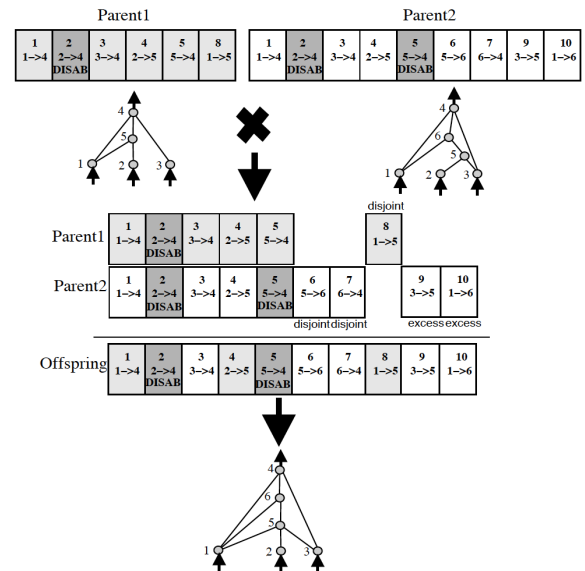 Parent1 Parent2
1 2 3 4 5 8 1 2 3 4 5 6 7 9 10
1->4 2->4 3->4 2->5 5->4 1->5 1->4 2->4 3->4 2->5 5->4 5->6 6->4 3->5 1->6
DISAB DISAB DISAB
4 4
5 6
5
1 2 3 1 2 3
disjoint
Parent1 1 2 3 4 5 8
1->4 2->4 3->4 2->5 5->4 1->5
DISAB
Parent2 1 2 3 4 5 6 7 9 10
1->4 2->4 3->4 2->5 5->4 5->6 6->4 3->5 1->6
DISAB DISAB
disjoint disjoint excess excess
Offspring 1 2 3 4 5 6 7 8 9 10
1->4 2->4 3->4 2->5 5->4 5->6 6->4 1->5 3->5 1->6
DISAB DISAB
4
6
5
1 2 3